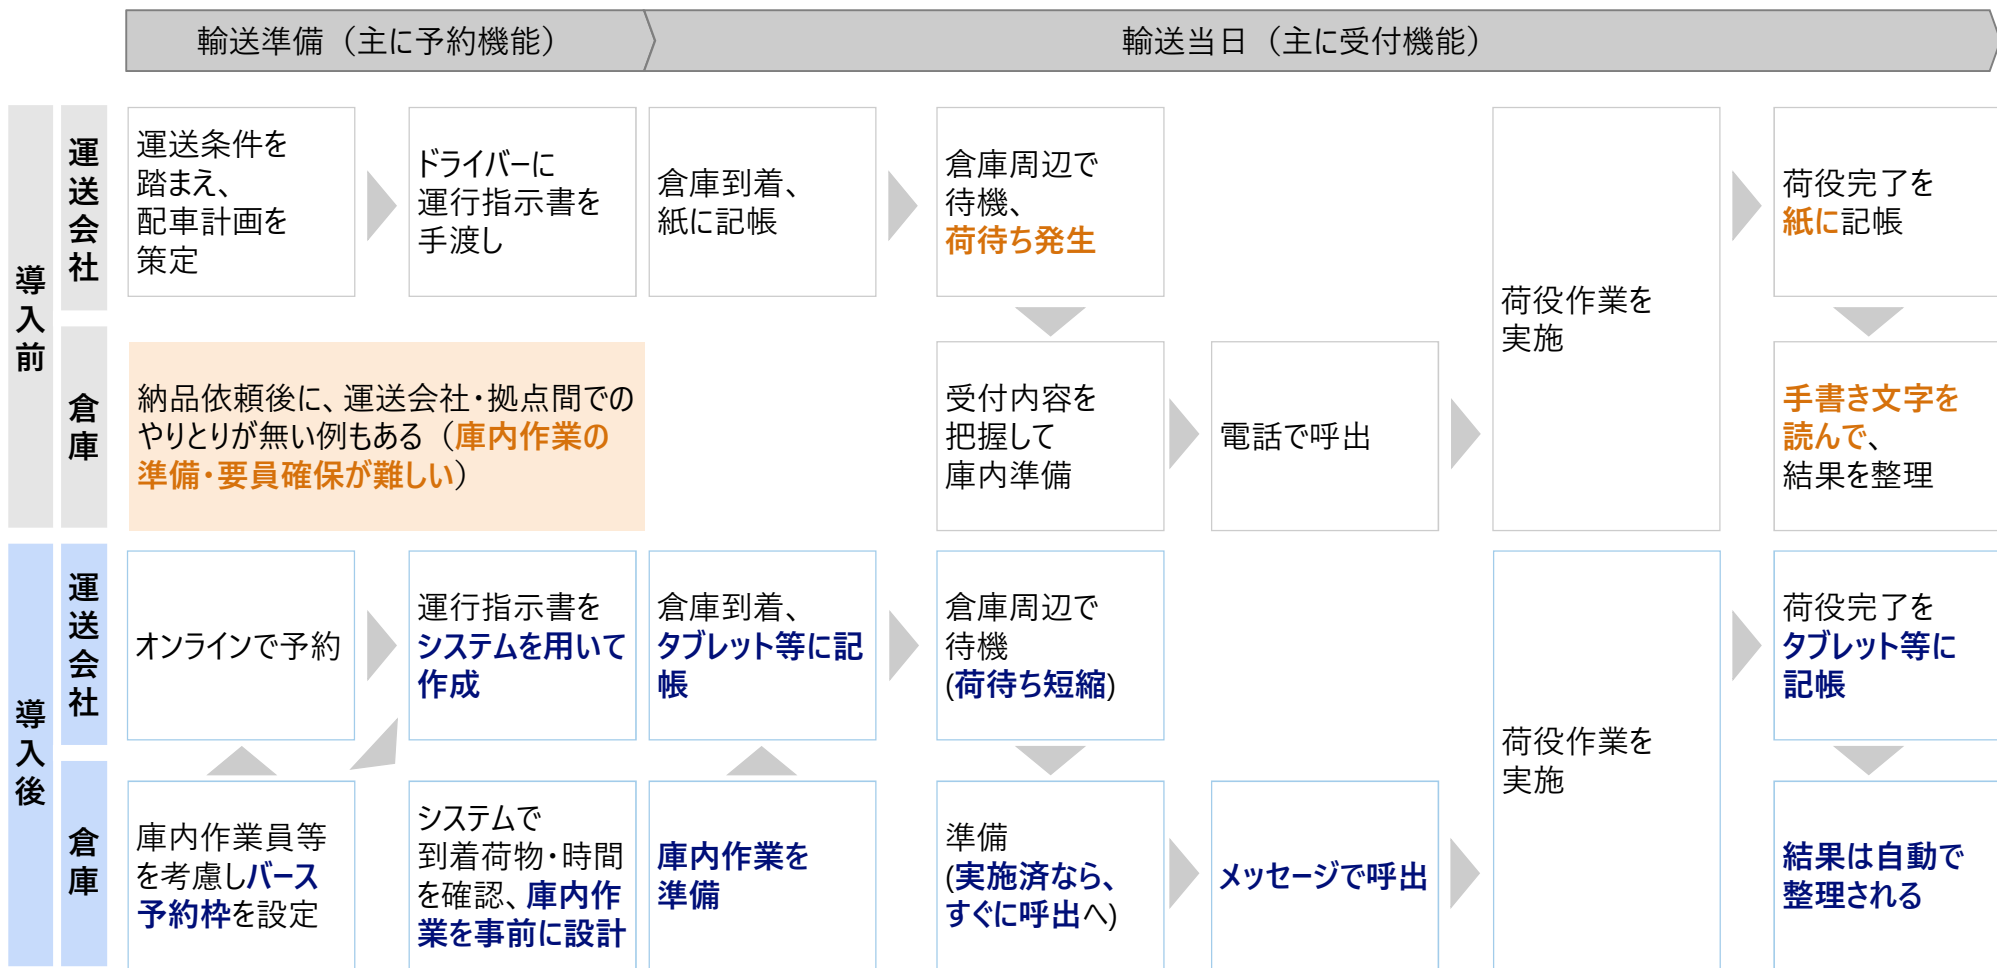 輸送準備（主に予約機能）
輸送当日（主に受付機能）
導入前
運送会社
運送条件を
踏まえ、
配車計画を
策定
ドライバーに
運行指示書を
手渡し
倉庫到着、
紙に記帳
倉庫周辺で
待機、
荷待ち発生
荷役作業を
実施
荷役完了を
紙に記帳
倉庫
納品依頼後に、運送会社・拠点間での
やりとりが無い例もある（庫内作業の
準備・要員確保が難しい）
受付内容を
把握して
庫内準備
電話で呼出
手書き文字を
読んで、
結果を整理
導入後
運送会社
オンラインで予約
運行指示書を
システムを用いて
作成
倉庫到着、
タブレット等に記
帳
倉庫周辺で
待機
(荷待ち短縮)
荷役作業を
実施
荷役完了を
タブレット等に
記帳
倉庫
庫内作業員等
を考慮しバース
予約枠を設定
システムで
到着荷物・時間
を確認、庫内作
業を事前に設計
庫内作業を
準備
準備
(実施済なら、
すぐに呼出へ)
メッセージで呼出
結果は自動で
整理される